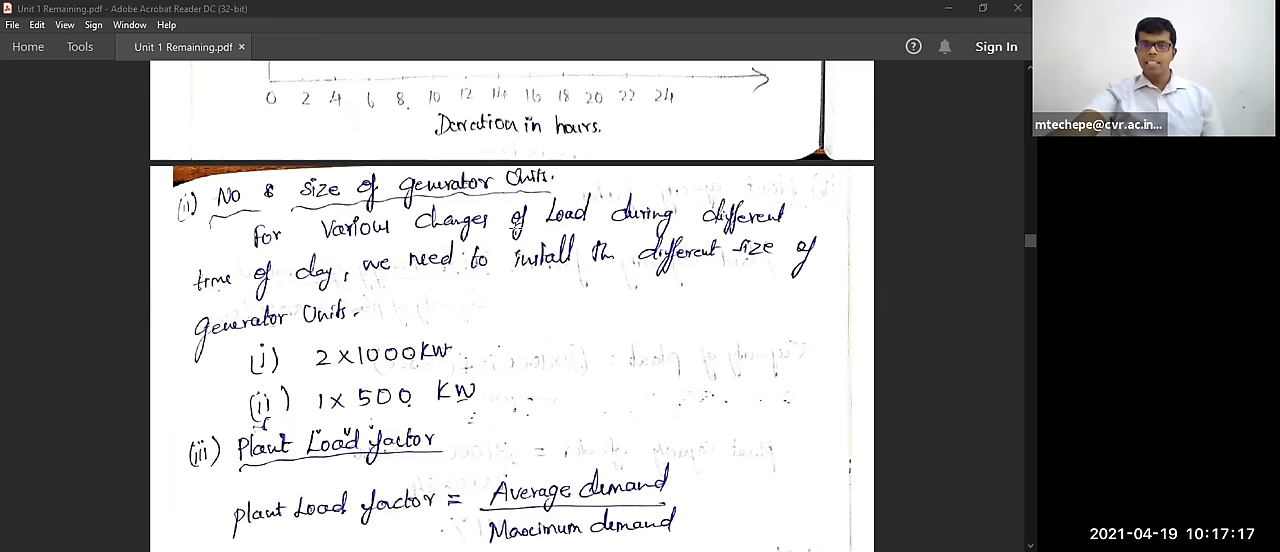 Unit 1 Remaining.pdf - Adobe Acrobat Reader DC (32-bit)
File Edit View Sign Window Help
Home Tools Unit 1 Remaining.pdf × Sign In
0 2 4 6 8 10 12 14 16 18 20 22 24
Duration in hours.
(ii) No & Size of generator Units.
For various changes of Load during different
time of day, we need to install the different size of
generator Units.
(i) 2 x 1000 KW
(ii) 1 x 500 KW
(iii) Plant Load factor
plant Load factor = Average demand
Maximum demand
mtechepe@cvr.ac.in...
2021-04-19 10:17:17